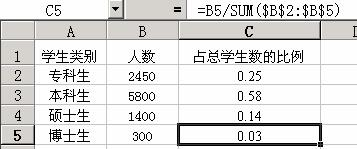 C5 = =B5/SUM($B$2:$B$5)
A B C
1 学生类别 人数 占总学生数的比例
2 专科生 2450 0.25
3 本科生 5800 0.58
4 硕士生 1400 0.14
5 博士生 300 0.03